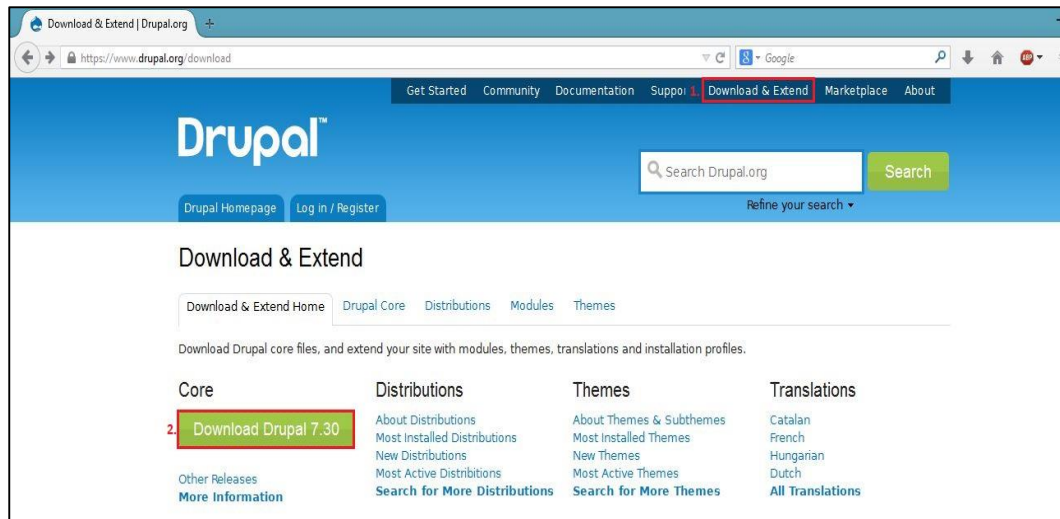 Download & Extend | Drupal.org
https://www.drupal.org/download
Google
Get Started Community Documentation Suppo 1. Download & Extend Marketplace About
Drupal™
Search Drupal.org
Search
Refine your search
Drupal Homepage Log in / Register
Download & Extend
Download & Extend Home Drupal Core Distributions Modules Themes
Download Drupal core files, and extend your site with modules, themes, translations and installation profiles.
Core
2. Download Drupal 7.30
Other Releases
More Information
Distributions
About Distributions
Most Installed Distributions
New Distributions
Most Active Distribitions
Search for More Distributions
Themes
About Themes & Subthemes
Most Installed Themes
New Themes
Most Active Themes
Search for More Themes
Translations
Catalan
French
Hungarian
Dutch
All Translations